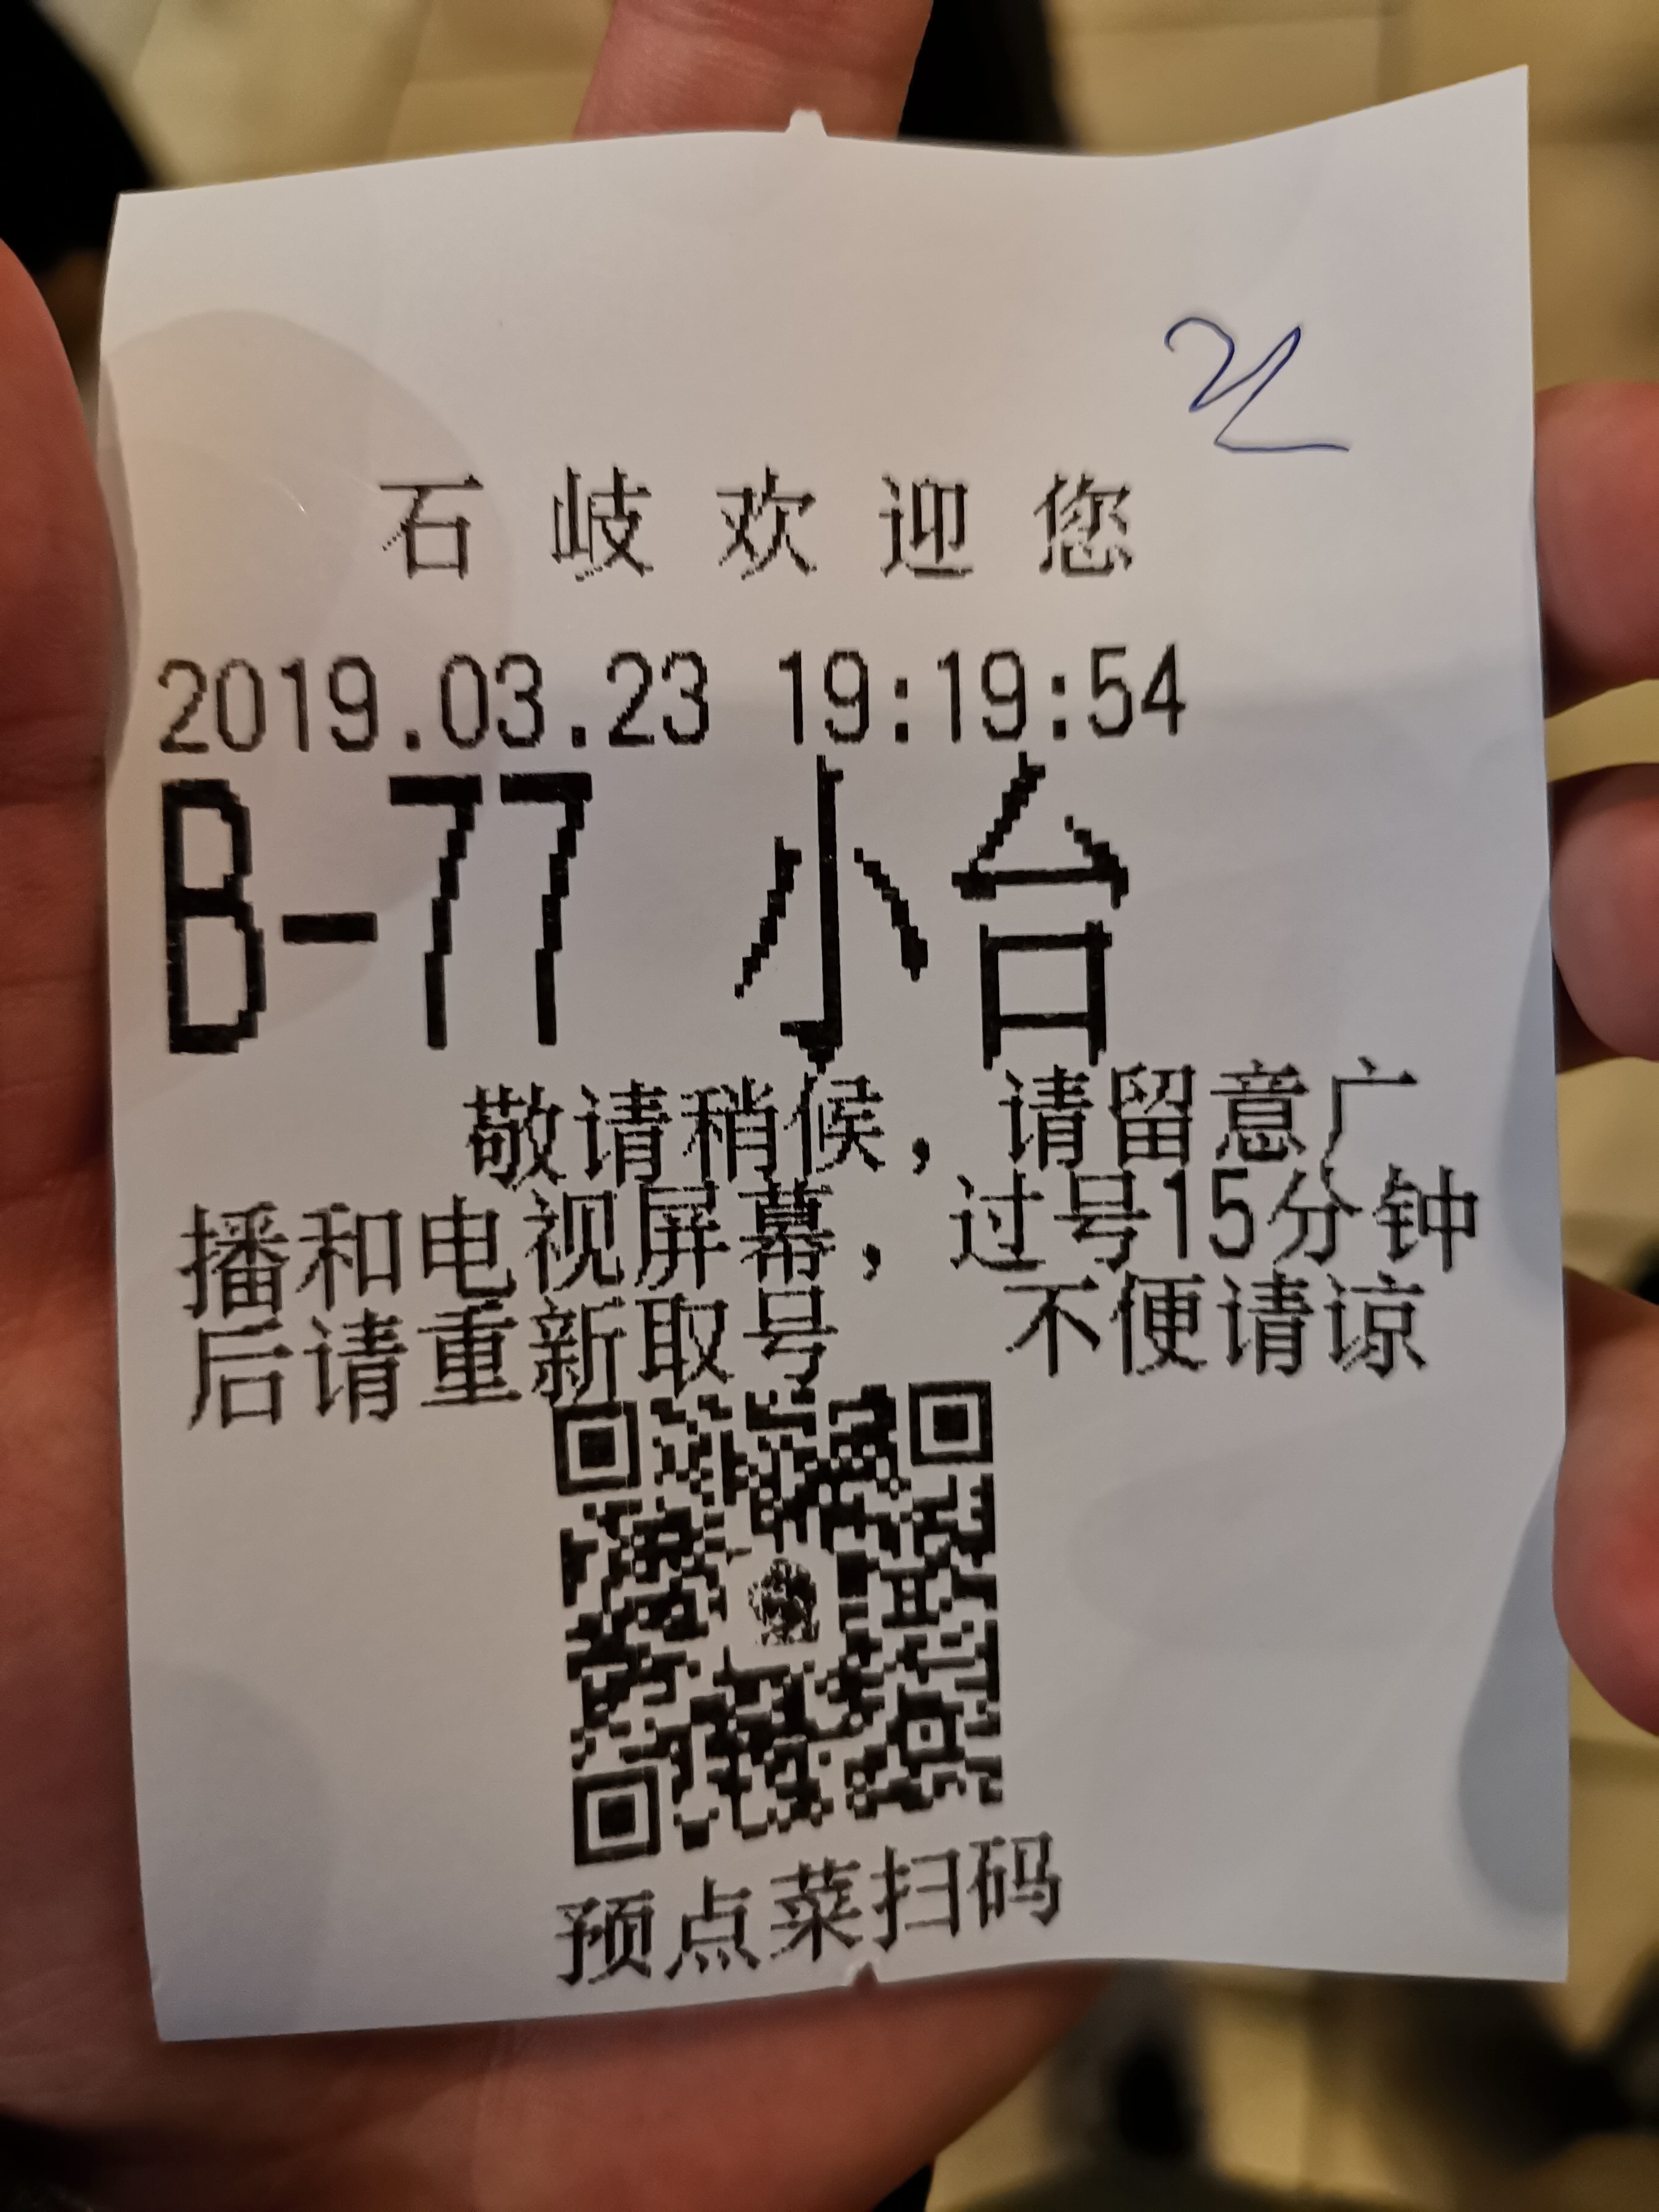 石岐欢迎您
2019.03.23 19:19:54
B-77 小台
敬请稍候，请留意广
播和电视屏幕，过号15分钟
后请重新取号 不便请谅
预点菜扫码